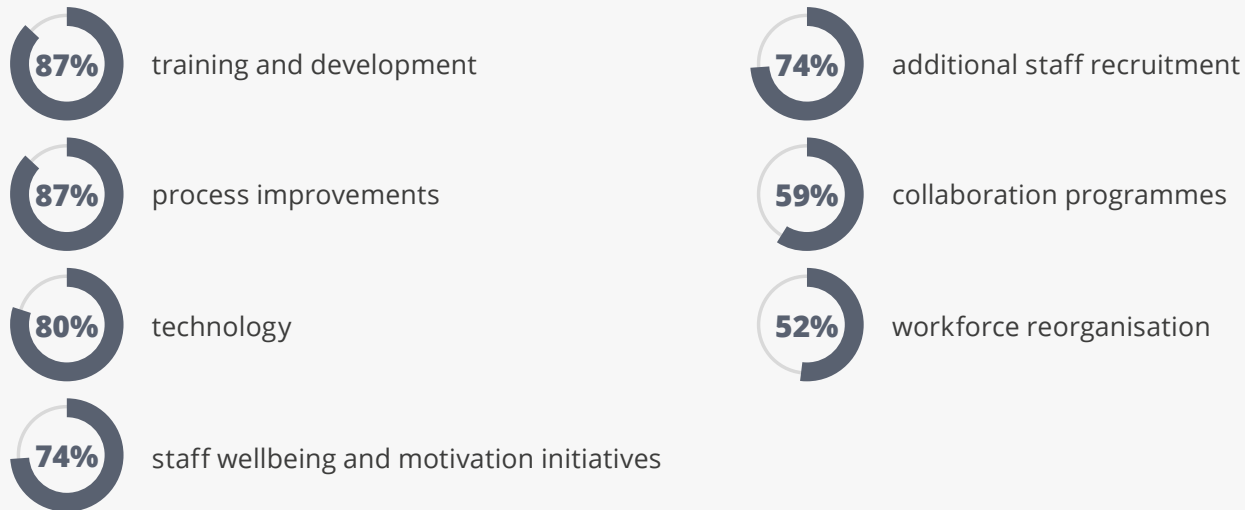 87% training and development
87% process improvements
80% technology
74% staff wellbeing and motivation initiatives
74% additional staff recruitment
59% collaboration programmes
52% workforce reorganisation